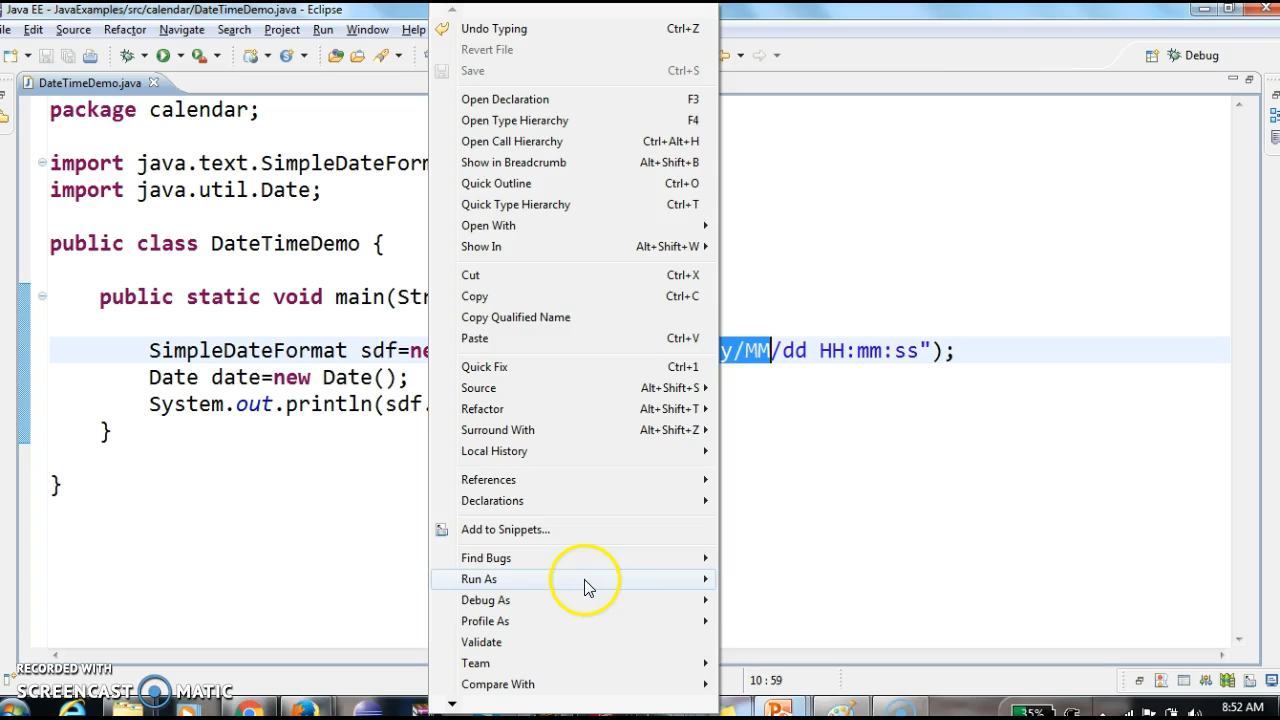 Java EE - JavaExamples/src/calendar/DateTimeDemo.java - Eclipse
Edit Source Refactor Navigate Search Project Run Window Help
Debug
DateTimeDemo.java
package calendar;
import java.text.SimpleDateForm
import java.util.Date;
public class DateTimeDemo {
public static void main(Str
SimpleDateFormat sdf=ne
y/MM/dd HH:mm:ss");
Date date=new Date();
System.out.println(sdf.
}
}
Undo Typing Ctrl+Z
Revert File
Save Ctrl+S
Open Declaration F3
Open Type Hierarchy F4
Open Call Hierarchy Ctrl+Alt+H
Show in Breadcrumb Alt+Shift+B
Quick Outline Ctrl+O
Quick Type Hierarchy Ctrl+T
Open With
Show In Alt+Shift+W
Cut Ctrl+X
Copy Ctrl+C
Copy Qualified Name
Paste Ctrl+V
Quick Fix Ctrl+1
Source Alt+Shift+S
Refactor Alt+Shift+T
Surround With Alt+Shift+Z
Local History
References
Declarations
Add to Snippets...
Find Bugs
Run As
Debug As
Profile As
Validate
Team
Compare With
10 : 59
RECORDED WITH
SCREENCAST MATIC
35%
8:52 AM